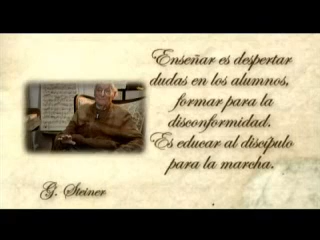 Enseñar es despertar
dudas en los alumnos,
formar para la
disconformidad.
Es educar al discípulo
para la marcha.
G. Steiner